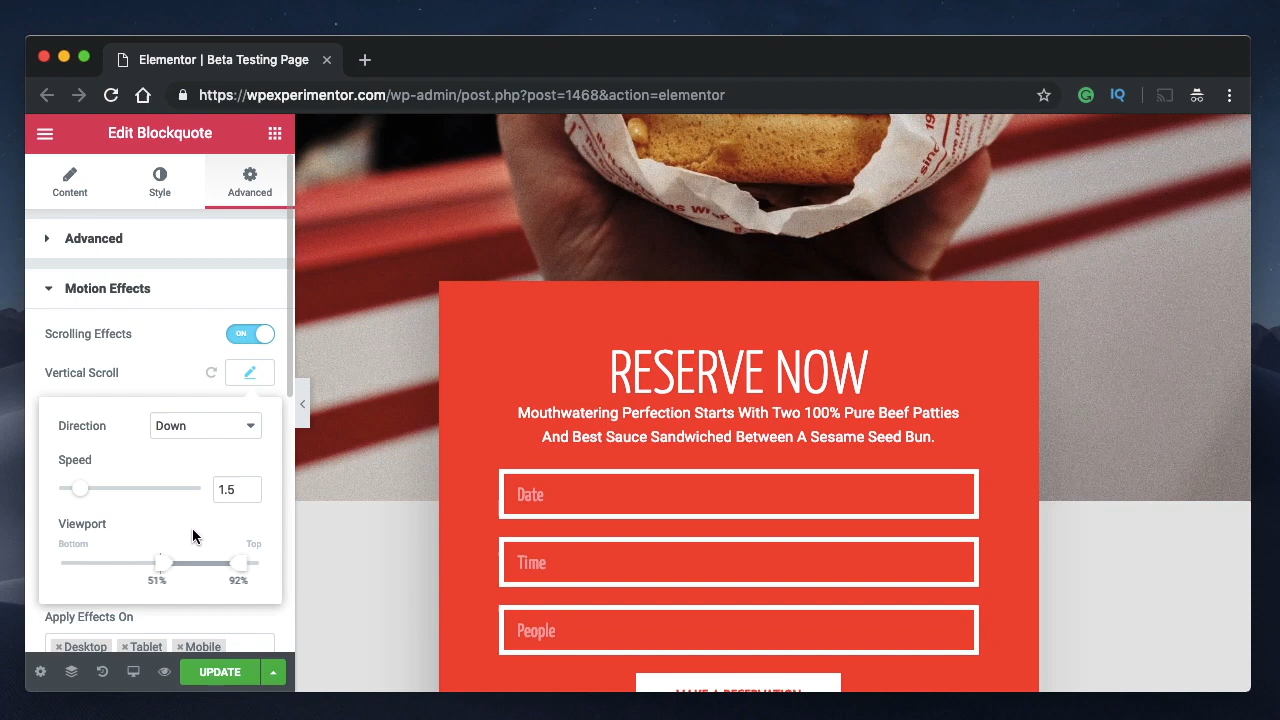 Elementor | Beta Testing Page
https://wpexperimentor.com/wp-admin/post.php?post=1468&action=elementor
IQ
Edit Blockquote
Content
Style
Advanced
Advanced
Motion Effects
Scrolling Effects
ON
Vertical Scroll
Direction
Down
Speed
1.5
Viewport
Bottom
Top
51%
92%
Apply Effects On
×Desktop
×Tablet
×Mobile
UPDATE
RESERVE NOW
Mouthwatering Perfection Starts With Two 100% Pure Beef Patties
And Best Sauce Sandwiched Between A Sesame Seed Bun.
Date
Time
People
MAKE A RESERVATION